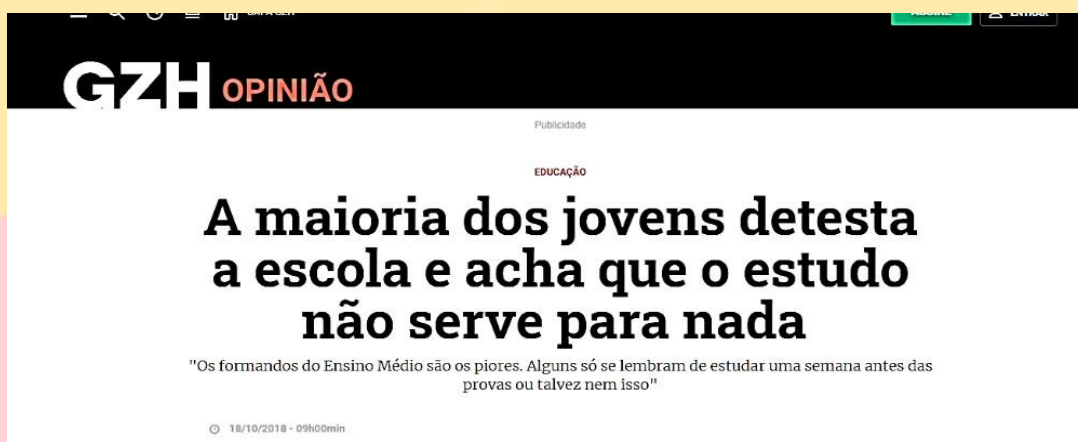 GZH OPINIÃO
Publicidade
EDUCAÇÃO
A maioria dos jovens detesta
a escola e acha que o estudo
não serve para nada
"Os formandos do Ensino Médio são os piores. Alguns só se lembram de estudar uma semana antes das
provas ou talvez nem isso"
18/10/2018 - 09h00min